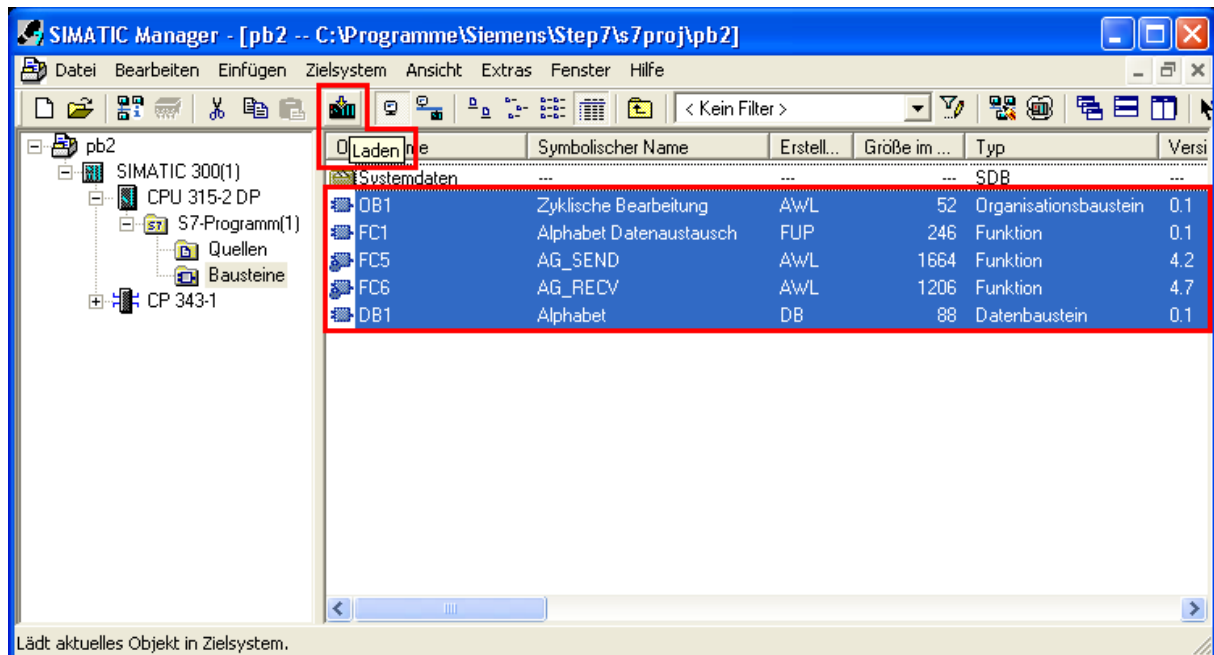 SIMATIC Manager - [pb2 -- C:\Programme\Siemens\Step7\s7proj\pb2]
Datei Bearbeiten Einfügen Zielsystem Ansicht Extras Fenster Hilfe
< Kein Filter >
pb2
SIMATIC 300(1)
CPU 315-2 DP
S7-Programm(1)
Quellen
Bausteine
CP 343-1
Laden
Symbolischer Name Erstell... Größe im ... Typ Versi
Systemdaten --- --- --- SDB ---
OB1 Zyklische Bearbeitung AWL 52 Organisationsbaustein 0.1
FC1 Alphabet Datenaustausch FUP 246 Funktion 0.1
FC5 AG_SEND AWL 1664 Funktion 4.2
FC6 AG_RECV AWL 1206 Funktion 4.7
DB1 Alphabet DB 88 Datenbaustein 0.1
Lädt aktuelles Objekt in Zielsystem.